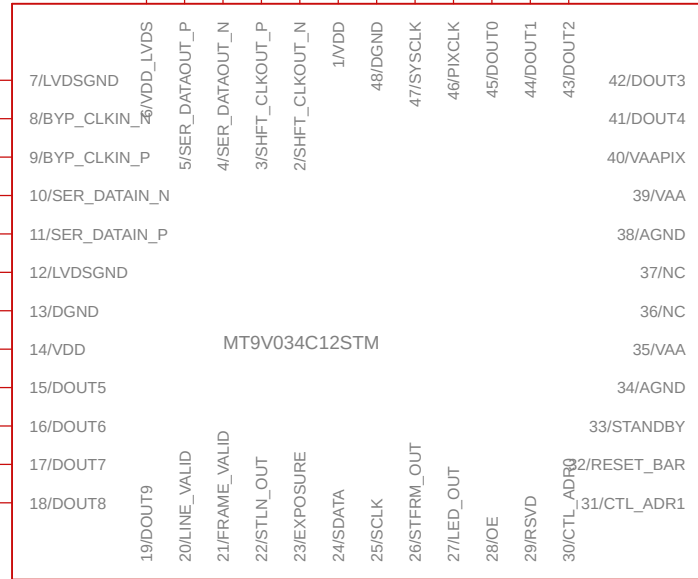 6/VDD_LVDS
5/SER_DATAOUT_P
4/SER_DATAOUT_N
3/SHFT_CLKOUT_P
2/SHFT_CLKOUT_N
1/VDD
48/DGND
47/SYSCLK
46/PIXCLK
45/DOUT0
44/DOUT1
43/DOUT2
7/LVDSGND
8/BYP_CLKIN_N
9/BYP_CLKIN_P
10/SER_DATAIN_N
11/SER_DATAIN_P
12/LVDSGND
13/DGND
14/VDD
15/DOUT5
16/DOUT6
17/DOUT7
18/DOUT8
MT9V034C12STM
42/DOUT3
41/DOUT4
40/VAAPIX
39/VAA
38/AGND
37/NC
36/NC
35/VAA
34/AGND
33/STANDBY
32/RESET_BAR
31/CTL_ADR1
19/DOUT9
20/LINE_VALID
21/FRAME_VALID
22/STLN_OUT
23/EXPOSURE
24/SDATA
25/SCLK
26/STFRM_OUT
27/LED_OUT
28/OE
29/RSVD
30/CTL_ADR0